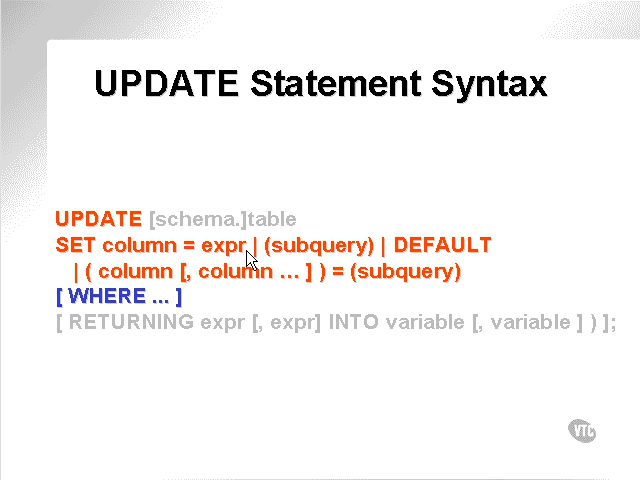 UPDATE Statement Syntax
UPDATE [schema.]table
SET column = expr | (subquery) | DEFAULT
| ( column [, column … ] ) = (subquery)
[ WHERE ... ]
[ RETURNING expr [, expr] INTO variable [, variable ] ) ];
VTC